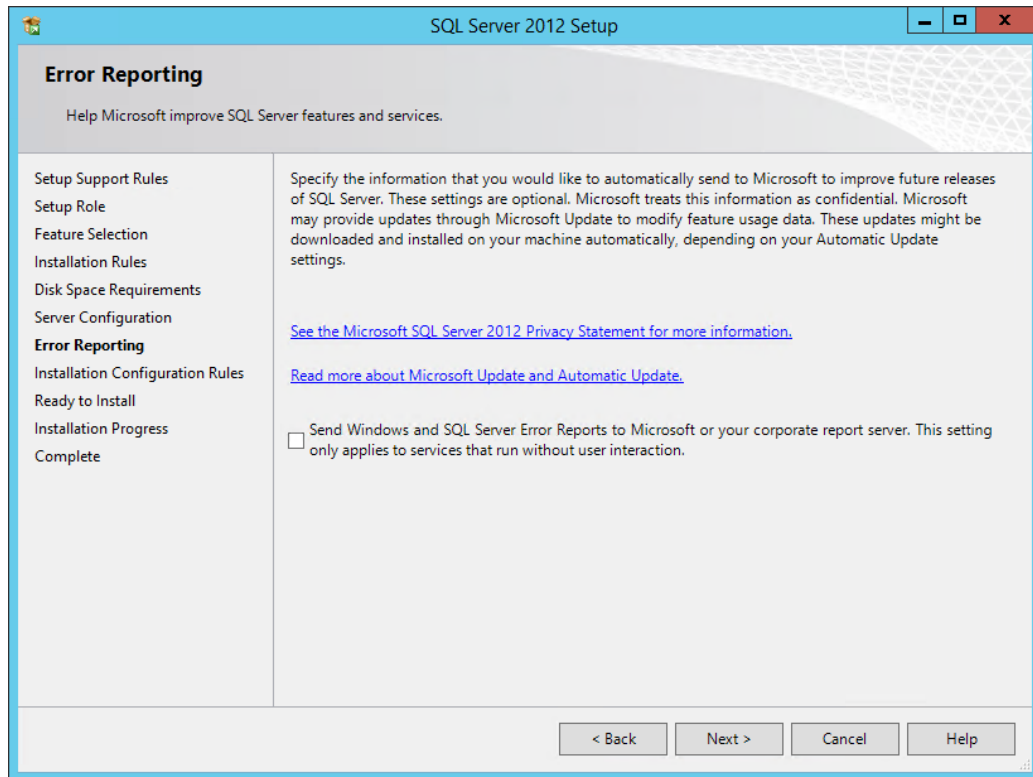 SQL Server 2012 Setup
Error Reporting
Help Microsoft improve SQL Server features and services.
Setup Support Rules
Setup Role
Feature Selection
Installation Rules
Disk Space Requirements
Server Configuration
Error Reporting
Installation Configuration Rules
Ready to Install
Installation Progress
Complete
Specify the information that you would like to automatically send to Microsoft to improve future releases
of SQL Server. These settings are optional. Microsoft treats this information as confidential. Microsoft
may provide updates through Microsoft Update to modify feature usage data. These updates might be
downloaded and installed on your machine automatically, depending on your Automatic Update
settings.
See the Microsoft SQL Server 2012 Privacy Statement for more information.
Read more about Microsoft Update and Automatic Update.
Send Windows and SQL Server Error Reports to Microsoft or your corporate report server. This setting
only applies to services that run without user interaction.
< Back
Next >
Cancel
Help